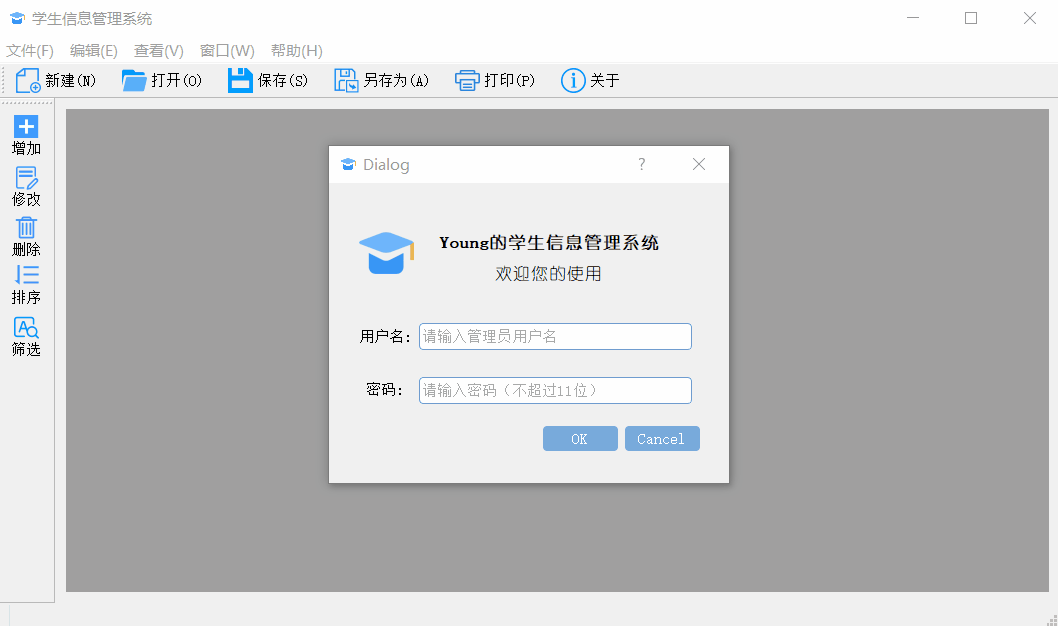 学生信息管理系统
文件(F) 编辑(E) 查看(V) 窗口(W) 帮助(H)
新建(N) 打开(O) 保存(S) 另存为(A) 打印(P) 关于
增加
修改
删除
排序
筛选
Dialog
Young的学生信息管理系统
欢迎您的使用
用户名： 请输入管理员用户名
密码： 请输入密码（不超过11位）
OK Cancel